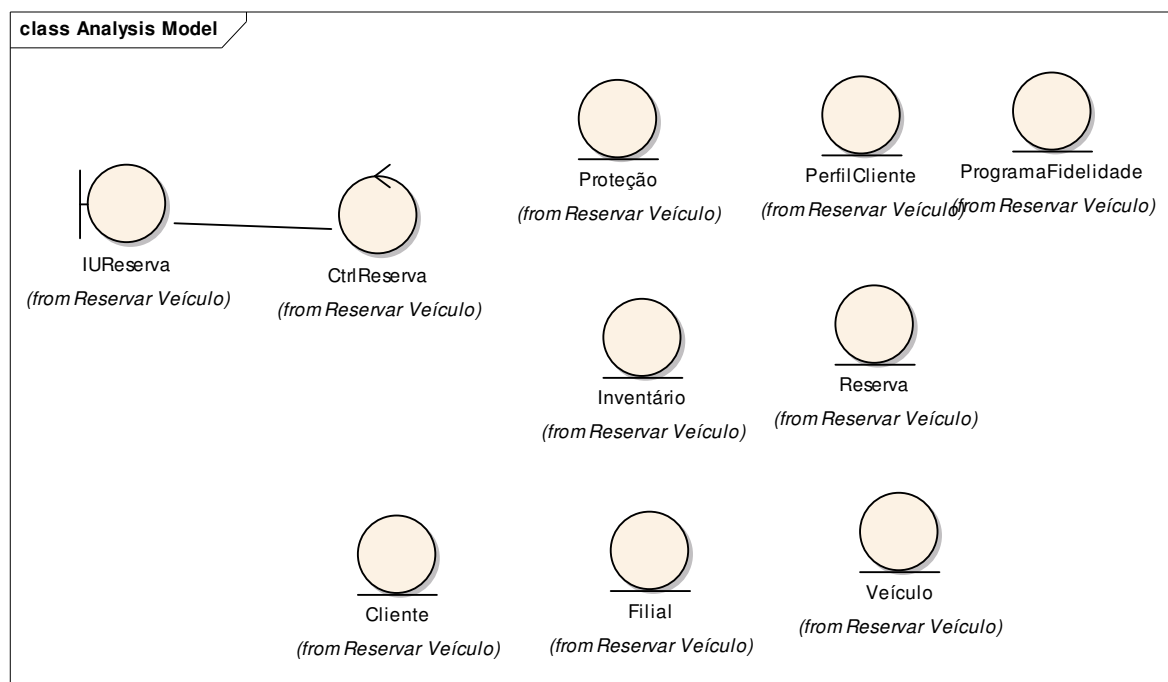 class Analysis Model
Proteção
(from Reservar Veículo)
PerfilCliente
(from Reservar Veículo)
ProgramaFidelidade
(from Reservar Veículo)
IUReserva
(from Reservar Veículo)
CtrlReserva
(from Reservar Veículo)
Inventário
(from Reservar Veículo)
Reserva
(from Reservar Veículo)
Cliente
(from Reservar Veículo)
Filial
(from Reservar Veículo)
Veículo
(from Reservar Veículo)